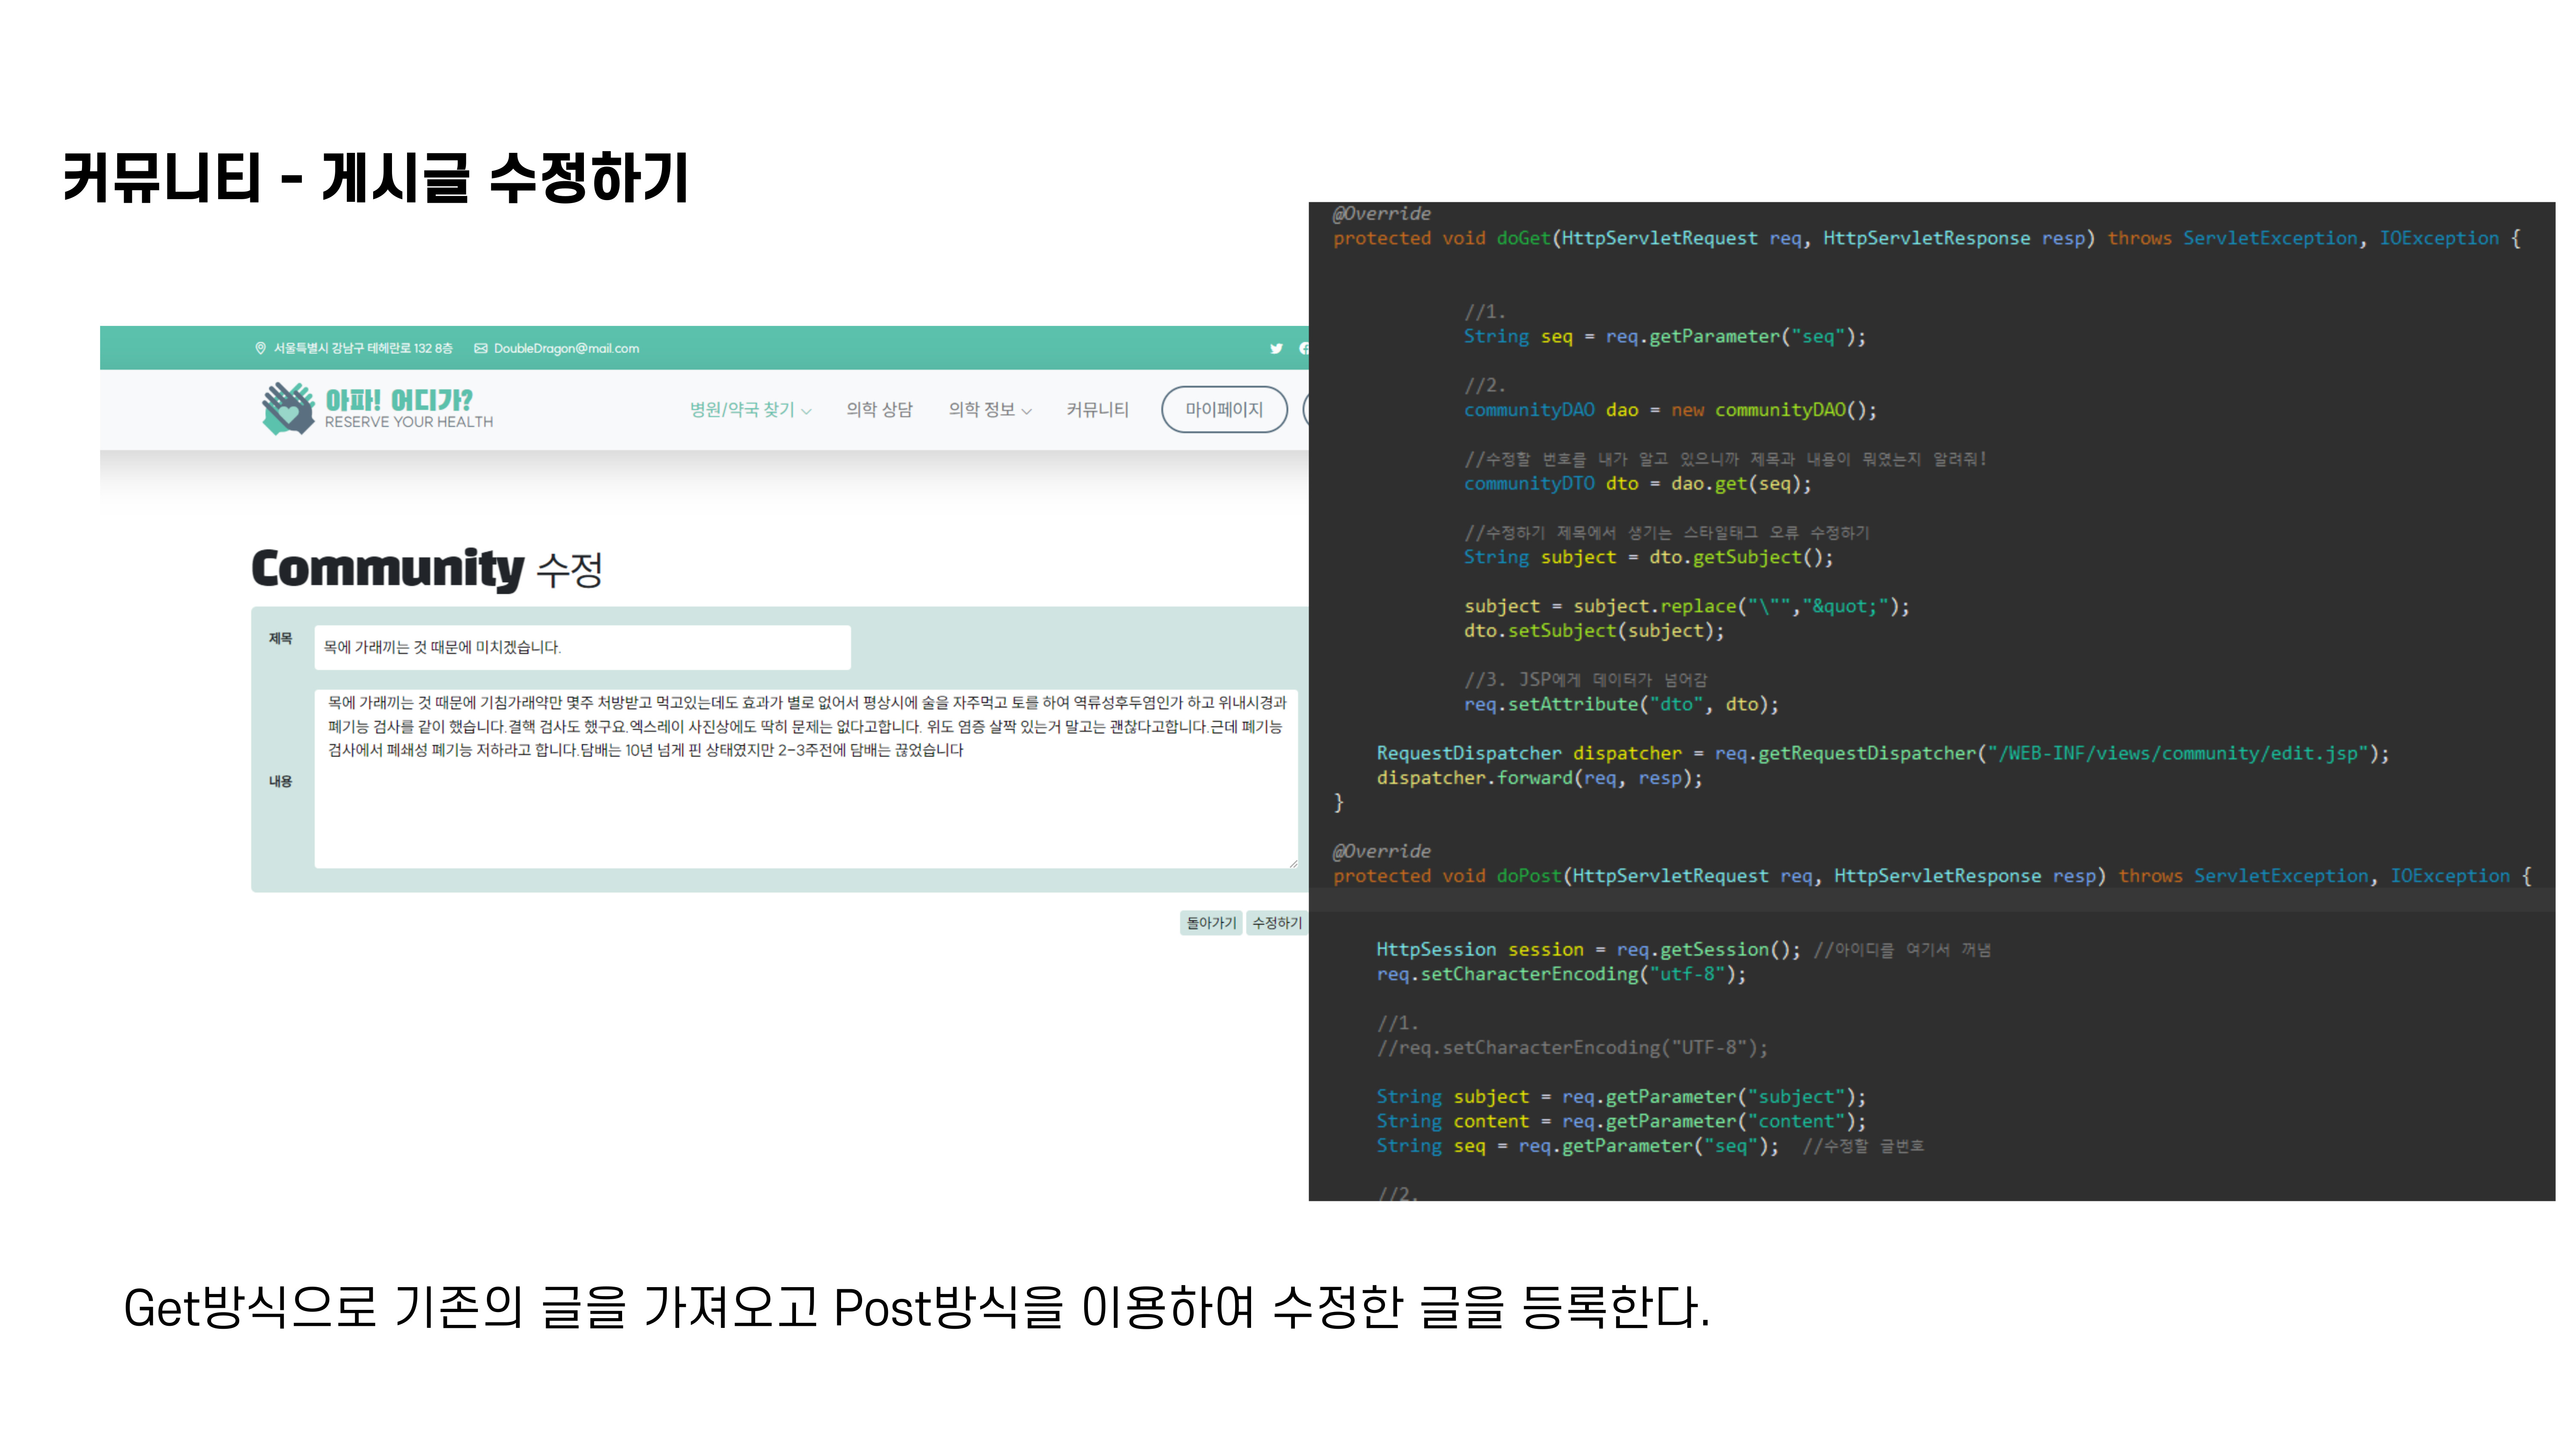 커뮤니티 - 게시글 수정하기
서울특별시 강남구 테헤란로 132 8층 DoubleDragon@mail.com
아파! 어디가?
RESERVE YOUR HEALTH
병원/약국 찾기 의학 상담 의학 정보 커뮤니티 마이페이지
Community 수정
제목
목에 가래끼는 것 때문에 미치겠습니다.
내용
목에 가래끼는 것 때문에 기침가래약만 몇주 처방받고 먹고있는데도 효과가 별로 없어서 평상시에 술을 자주먹고 토를 하여 역류성후두염인가 하고 위내시경과
폐기능 검사를 같이 했습니다.결핵 검사도 했구요.엑스레이 사진상에도 딱히 문제는 없다고합니다. 위도 염증 살짝 있는거 말고는 괜찮다고합니다.근데 폐기능
검사에서 폐쇄성 폐기능 저하라고 합니다.담배는 10년 넘게 핀 상태였지만 2-3주전에 담배는 끊었습니다
돌아가기 수정하기
@Override
protected void doGet(HttpServletRequest req, HttpServletResponse resp) throws ServletException, IOException {
//1.
String seq = req.getParameter("seq");
//2.
communityDAO dao = new communityDAO();
//수정할 번호를 내가 알고 있으니까 제목과 내용이 뭐였는지 알려줘!
communityDTO dto = dao.get(seq);
//수정하기 제목에서 생기는 스타일태그 오류 수정하기
String subject = dto.getSubject();
subject = subject.replace("\"","&quot;");
dto.setSubject(subject);
//3. JSP에게 데이터가 넘어감
req.setAttribute("dto", dto);
RequestDispatcher dispatcher = req.getRequestDispatcher("/WEB-INF/views/community/edit.jsp");
dispatcher.forward(req, resp);
}
@Override
protected void doPost(HttpServletRequest req, HttpServletResponse resp) throws ServletException, IOException {
HttpSession session = req.getSession(); //아이디를 여기서 꺼냄
req.setCharacterEncoding("utf-8");
//1.
//req.setCharacterEncoding("UTF-8");
String subject = req.getParameter("subject");
String content = req.getParameter("content");
String seq = req.getParameter("seq"); //수정할 글번호
//2.
Get방식으로 기존의 글을 가져오고 Post방식을 이용하여 수정한 글을 등록한다.